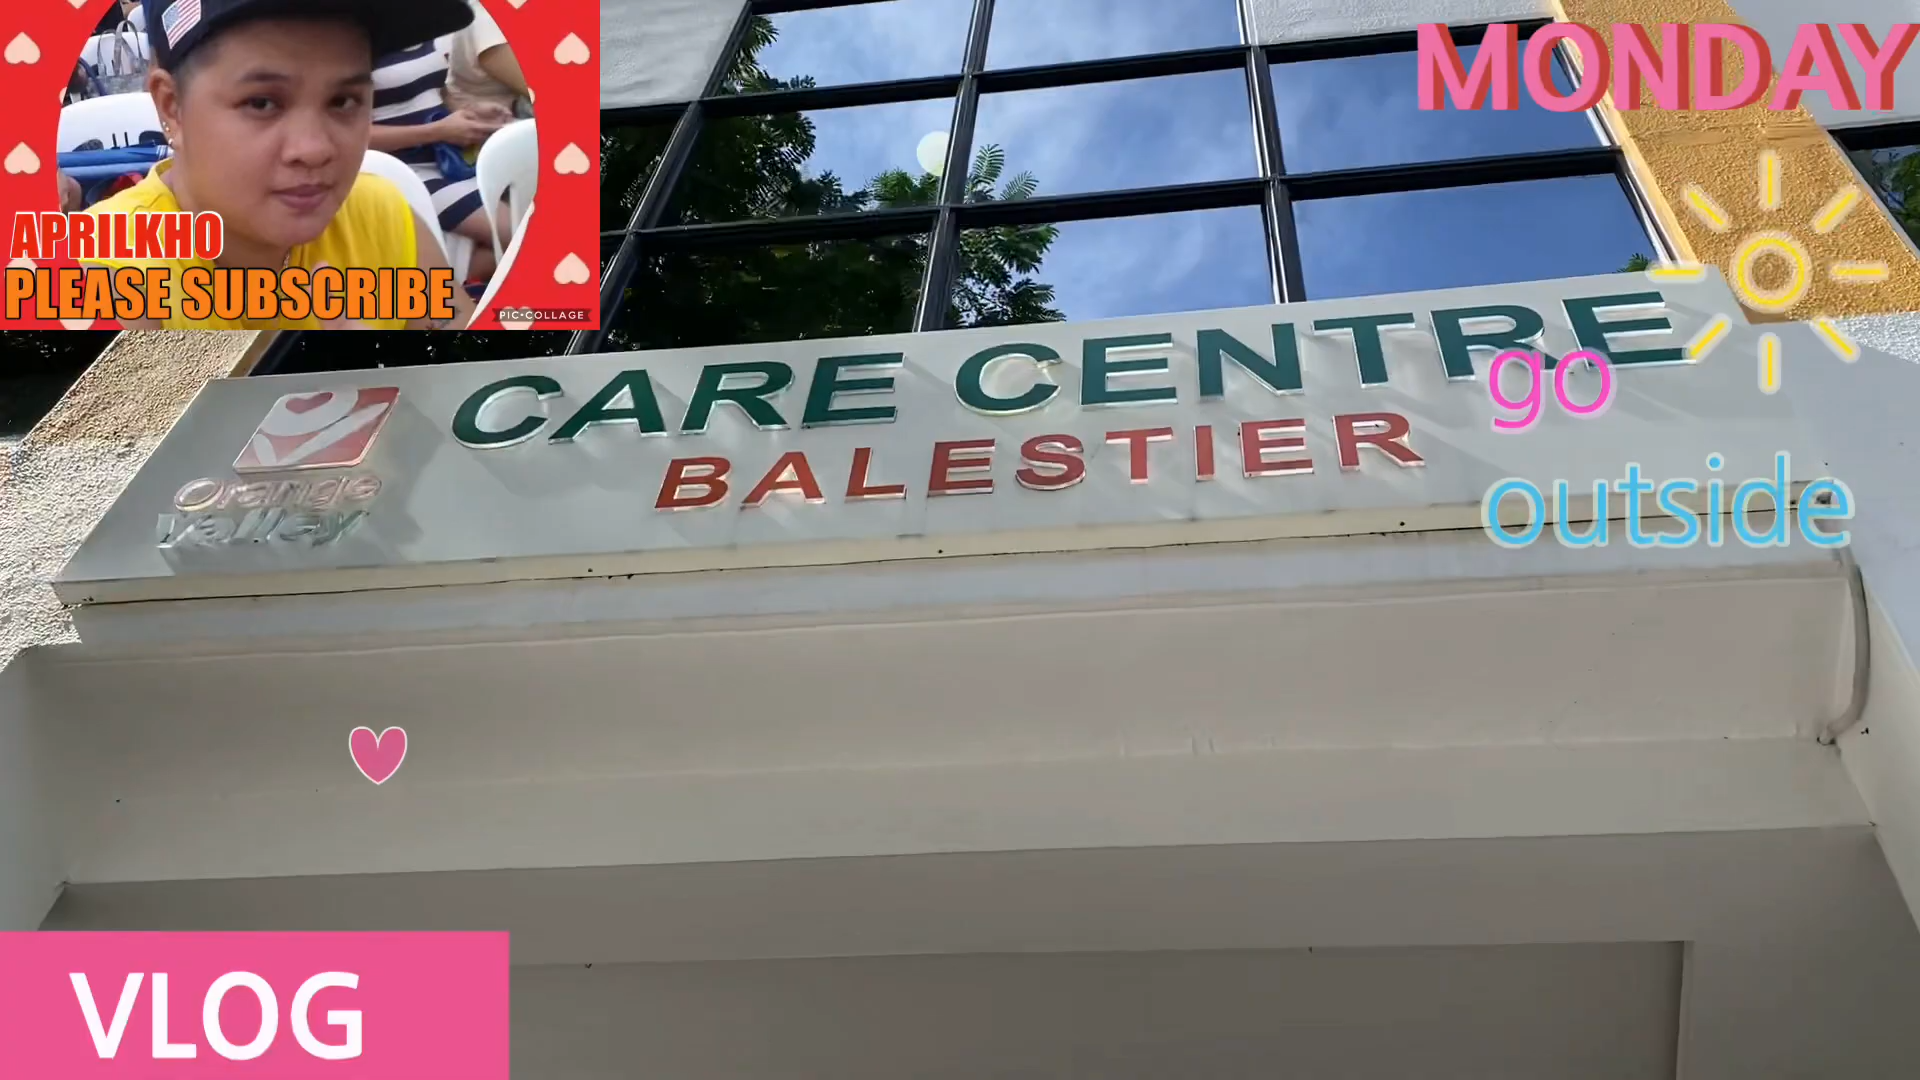 MONDAY
APRILKHO
PLEASE SUBSCRIBE
PIC•COLLAGE
CARE CENTRE
BALESTIER
Orange
Valley
go
outside
VLOG